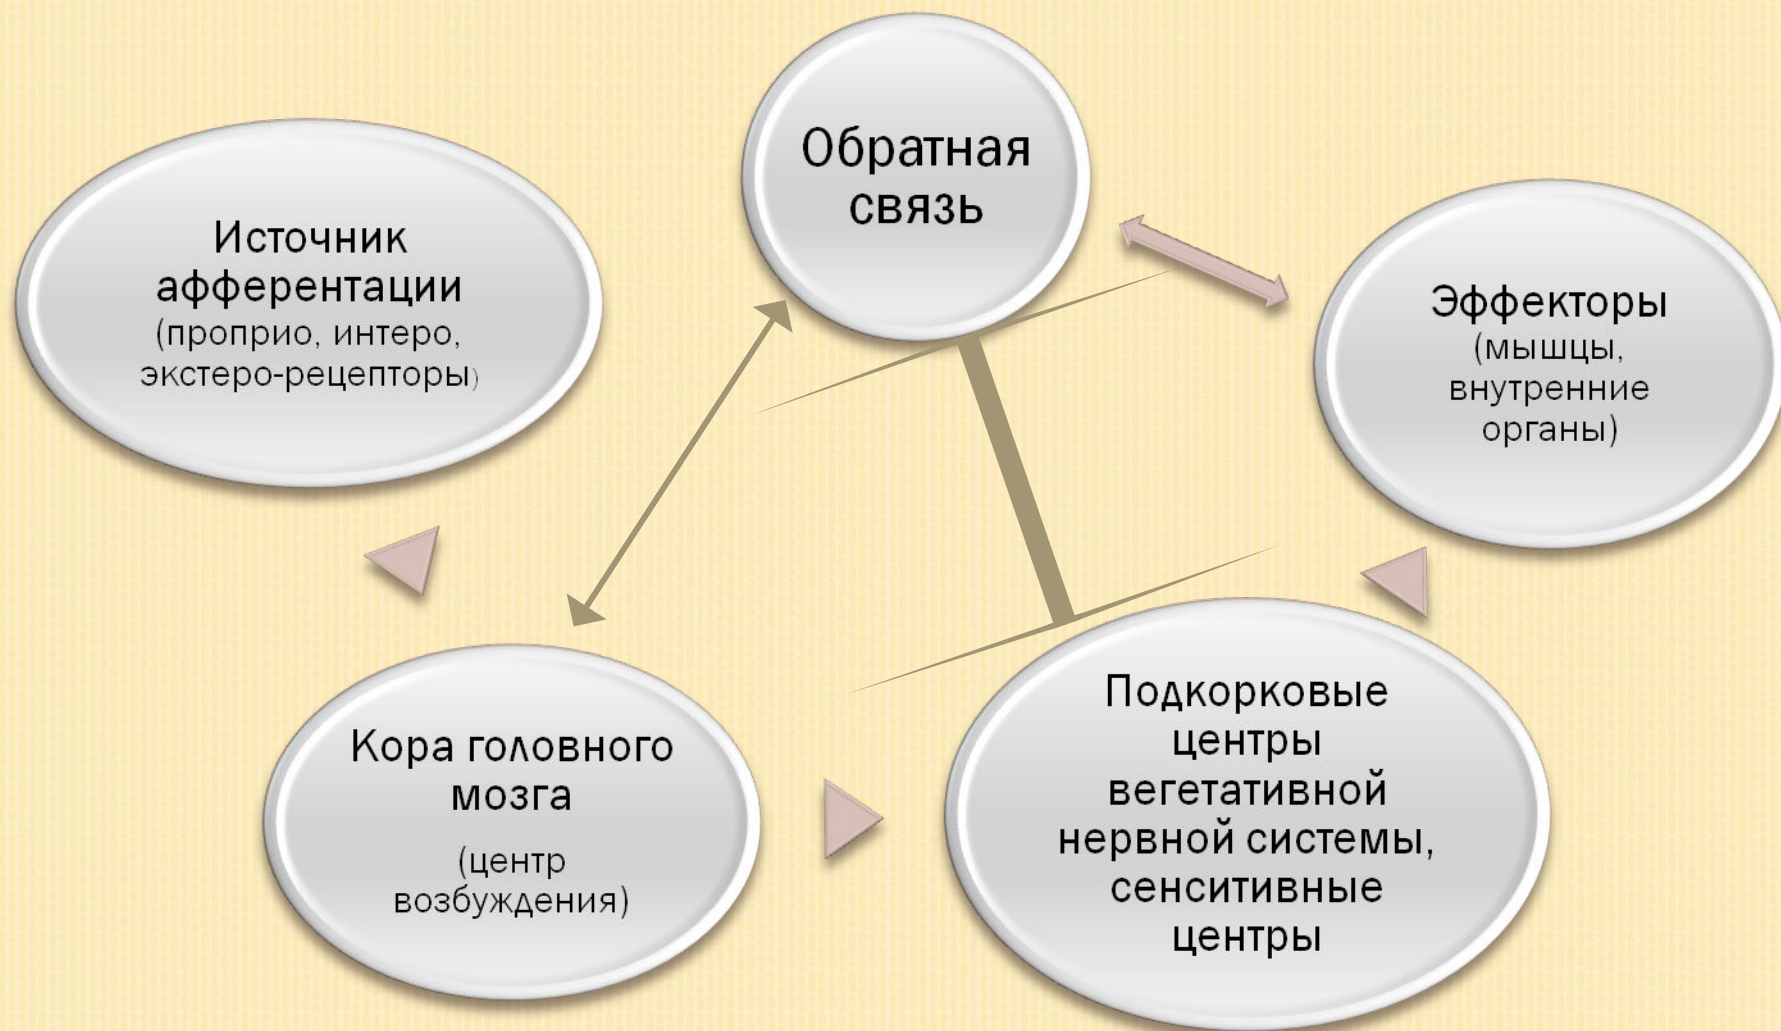 Обратная
связь
Источник
афферентации
(проприо, интеро,
экстеро-рецепторы)
Эффекторы
(мышцы,
внутренние
органы)
Кора головного
мозга
(центр
возбуждения)
Подкорковые
центры
вегетативной
нервной системы,
сенситивные
центры